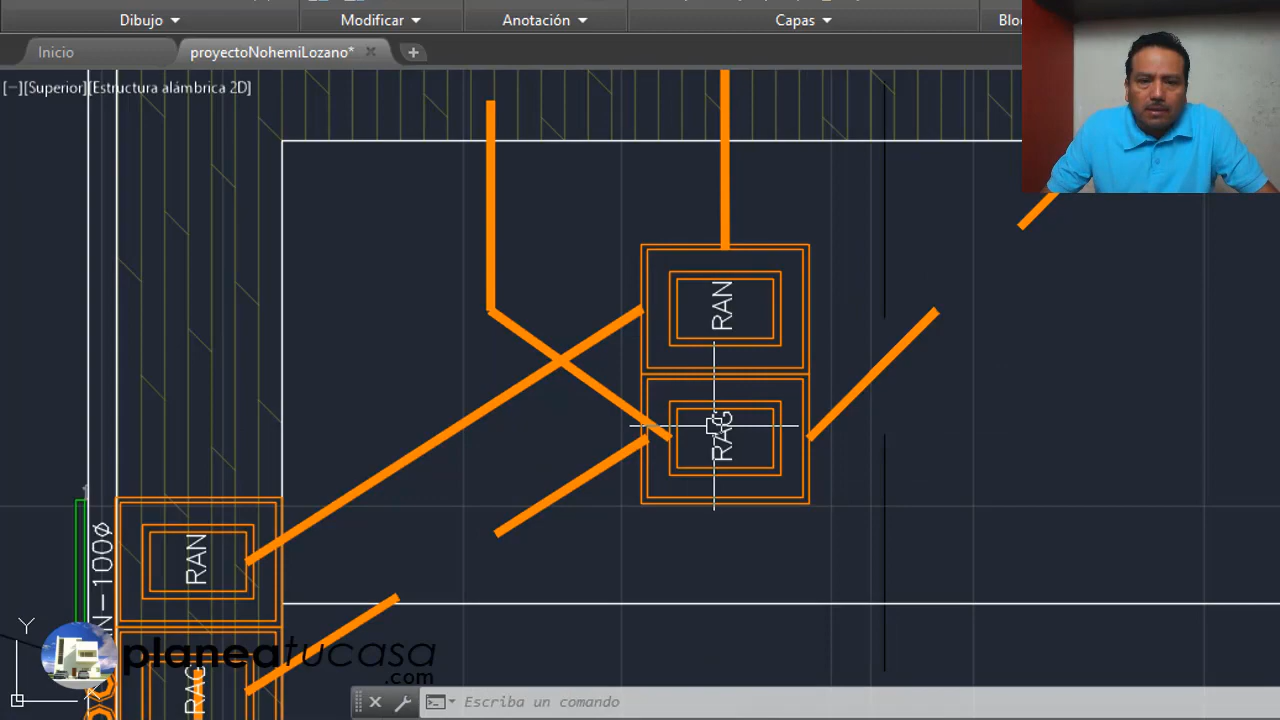 Dibujo
Modificar
Anotación
Capas
Inicio
proyectoNohemiLozano*
[−][Superior][Estructura alámbrica 2D]
RAN
RAG
RAN
RAG
N-100Ø
Y
X
planeatucasa
.com
Escriba un comando